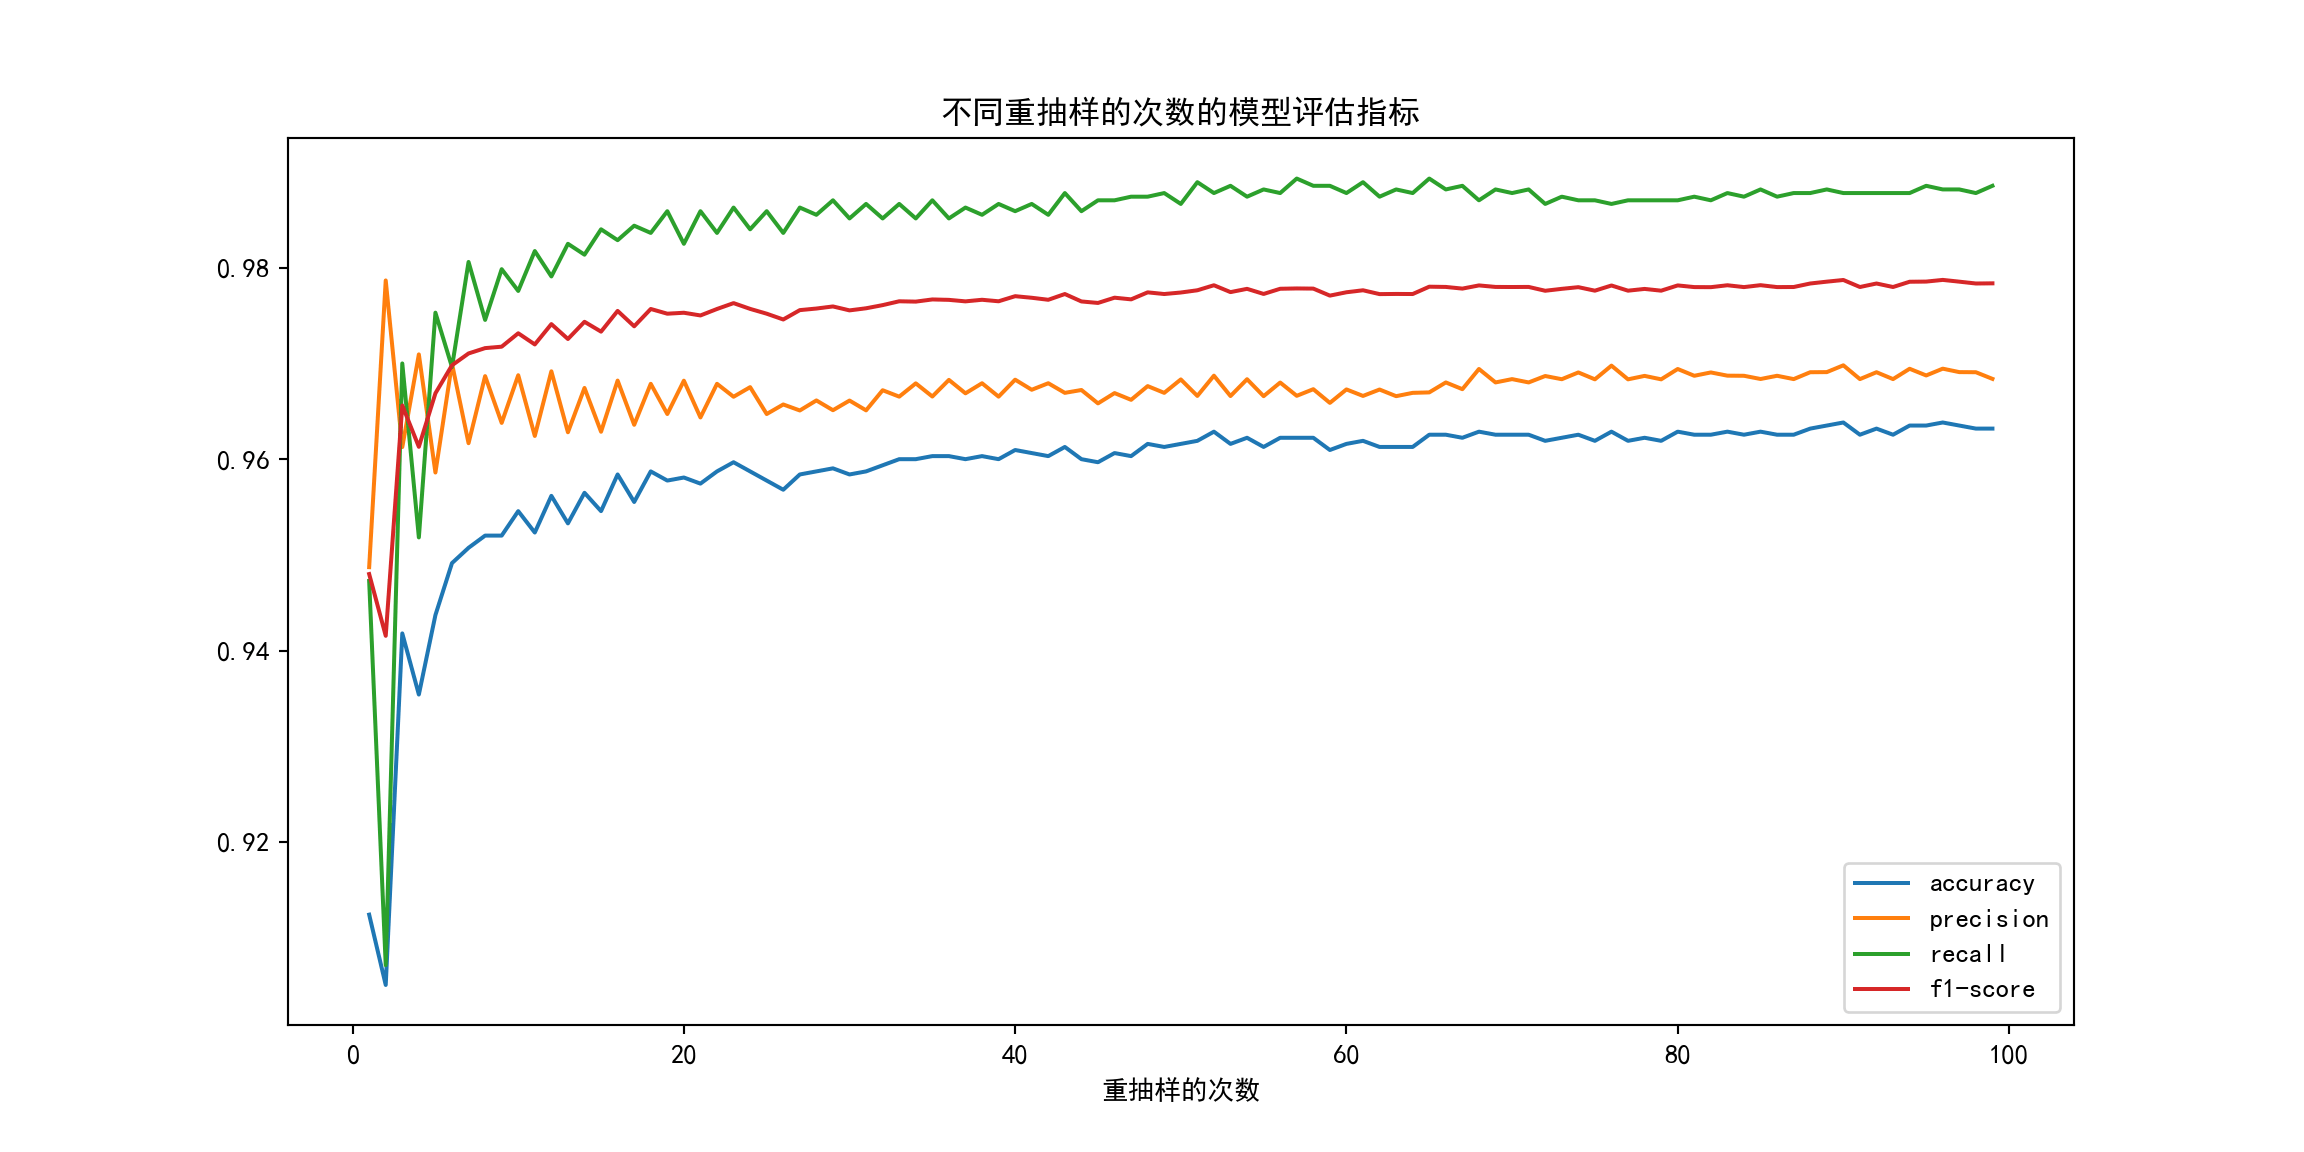 不同重抽样的次数的模型评估指标
0.98
0.96
0.94
0.92
accuracy
precision
recall
f1-score
0 20 40 60 80 100
重抽样的次数